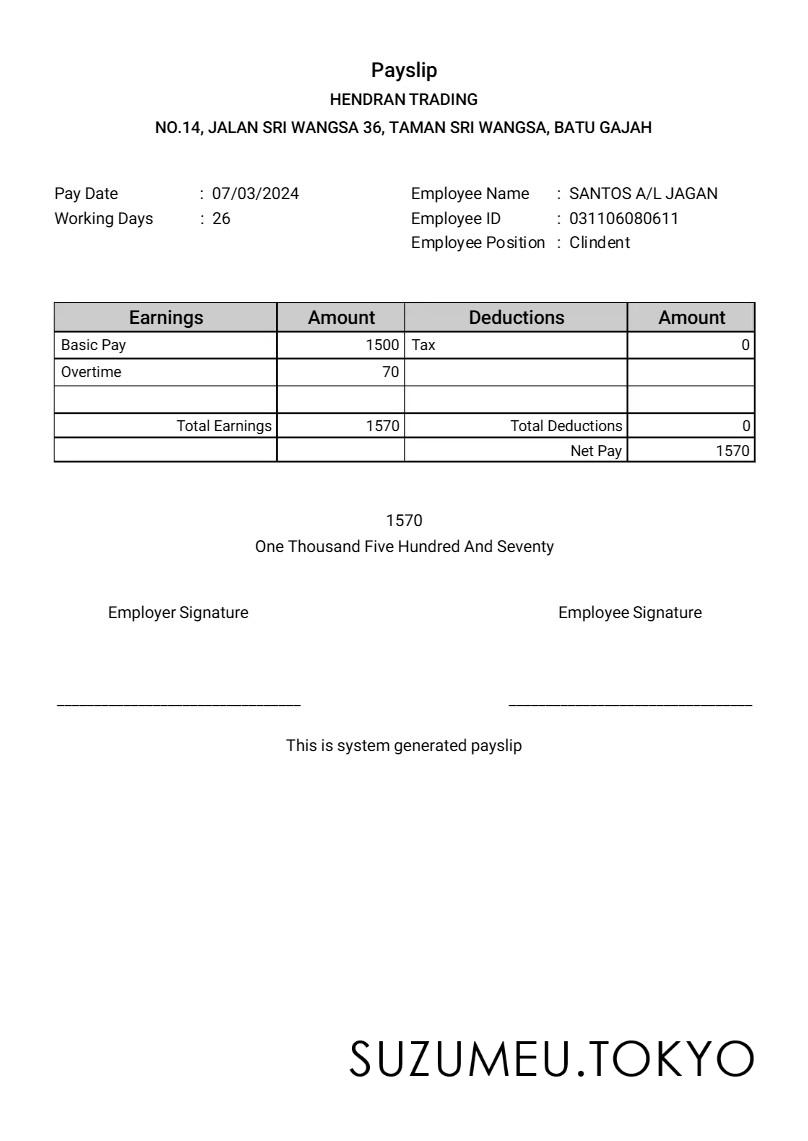 Payslip
HENDRAN TRADING
NO.14, JALAN SRI WANGSA 36, TAMAN SRI WANGSA, BATU GAJAH
Pay Date : 07/03/2024 Employee Name : SANTOS A/L JAGAN
Working Days : 26 Employee ID : 031106080611
Employee Position : Clindent
Earnings Amount Deductions Amount
Basic Pay 1500 Tax 0
Overtime 70
Total Earnings 1570 Total Deductions 0
Net Pay 1570
1570
One Thousand Five Hundred And Seventy
Employer Signature Employee Signature
This is system generated payslip
SUZUMEU.TOKYO